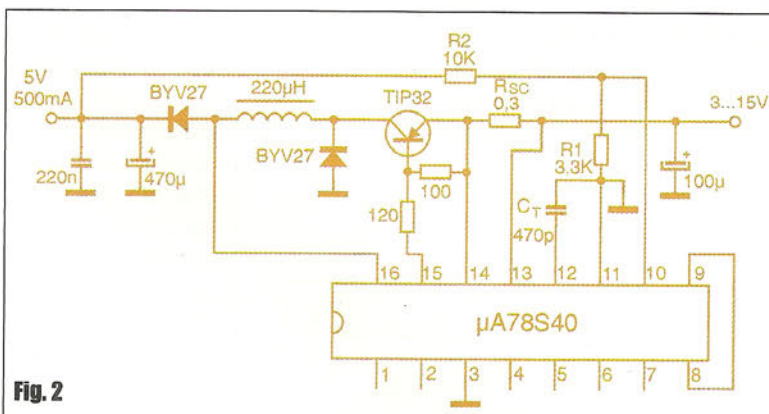 R2
10K
5V
500mA
BYV27
220µH
TIP32
RSC
0,3
3...15V
BYV27
R1
3.3K
+
220n
+
470µ
100
120
CT
470p
+
100µ
16 15 14 13 12 11 10 9
µA78S40
1 2 3 4 5 6 7 8
Fig. 2